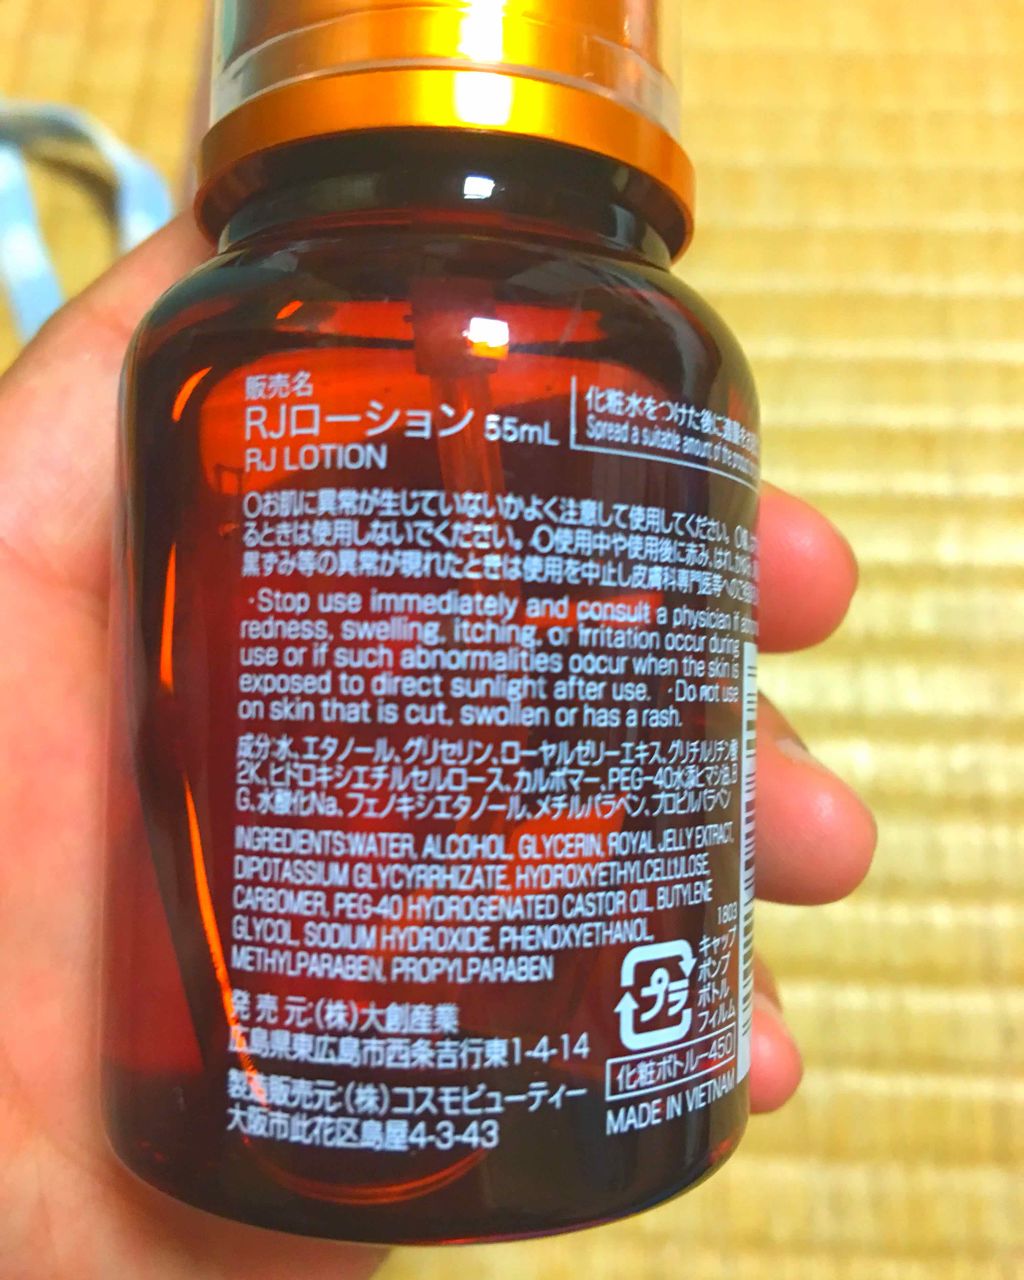 販売名
RJローション 55mL
RJ LOTION
化粧水をつけた後に適量を
Spread a suitable amount of the product
○お肌に異常が生じていないかよく注意して使用してください。
るときは使用しないでください。○使用中や使用後に赤み、はれ、かゆみ、
黒ずみ等の異常が現れたときは使用を中止し皮膚科専門医等へのご相談
・Stop use immediately and consult a physician if
redness, swelling, itching, or irritation occur during
use or if such abnormalities occur when the skin is
exposed to direct sunlight after use. ・Do not use
on skin that is cut, swollen or has a rash.
成分:水、エタノール、グリセリン、ローヤルゼリーエキス、グリチルリチン酸
2K、ヒドロキシエチルセルロース、カルボマー、PEG-40水添ヒマシ油、B
G、水酸化Na、フェノキシエタノール、メチルパラベン、プロピルパラベン
INGREDIENTS:WATER, ALCOHOL, GLYCERIN, ROYAL JELLY EXTRACT,
DIPOTASSIUM GLYCYRRHIZATE, HYDROXYETHYLCELLULOSE,
CARBOMER, PEG-40 HYDROGENATED CASTOR OIL, BUTYLENE
GLYCOL, SODIUM HYDROXIDE, PHENOXYETHANOL,
METHYLPARABEN, PROPYLPARABEN
1803
プラ
キャップ
ポンプ
ボトル
フィルム
発売元:(株)大創産業
広島県東広島市西条吉行東1-4-14
化粧ボトルー450
製造販売元:(株)コスモビューティー
大阪市此花区島屋4-3-43
MADE IN VIETNAM